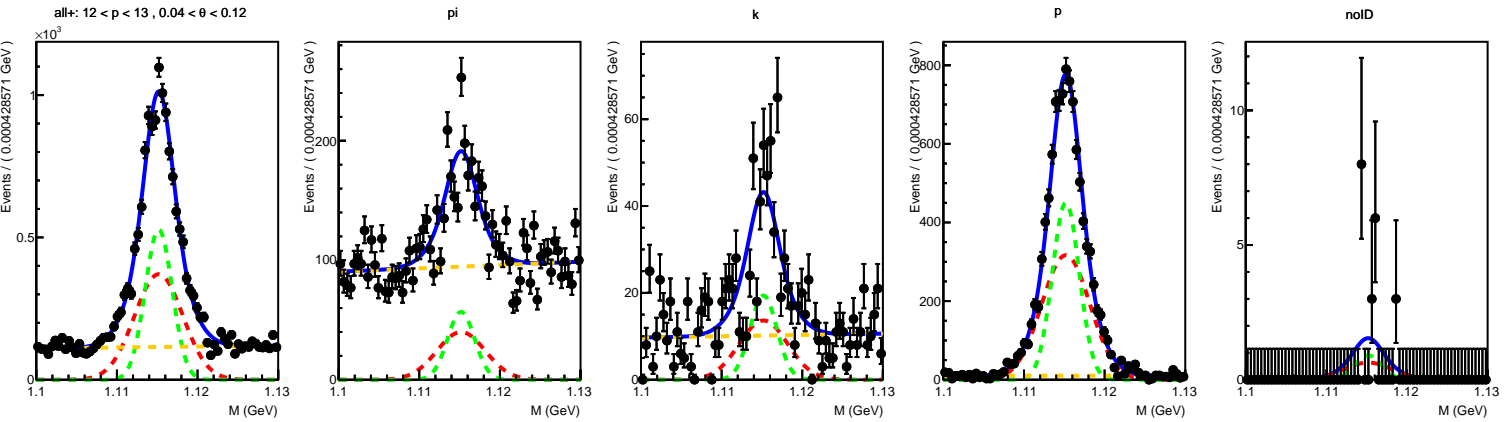 all+: 12 < p < 13 , 0.04 < θ < 0.12
×10³
Events / ( 0.000428571 GeV )
1
0.5
0
1.1 1.11 1.12 1.13
M (GeV)
pi
Events / ( 0.000428571 GeV )
200
100
0
1.1 1.11 1.12 1.13
M (GeV)
k
Events / ( 0.000428571 GeV )
60
40
20
0
1.1 1.11 1.12 1.13
M (GeV)
p
Events / ( 0.000428571 GeV )
800
600
400
200
0
1.1 1.11 1.12 1.13
M (GeV)
noID
Events / ( 0.000428571 GeV )
10
5
0
1.1 1.11 1.12 1.13
M (GeV)